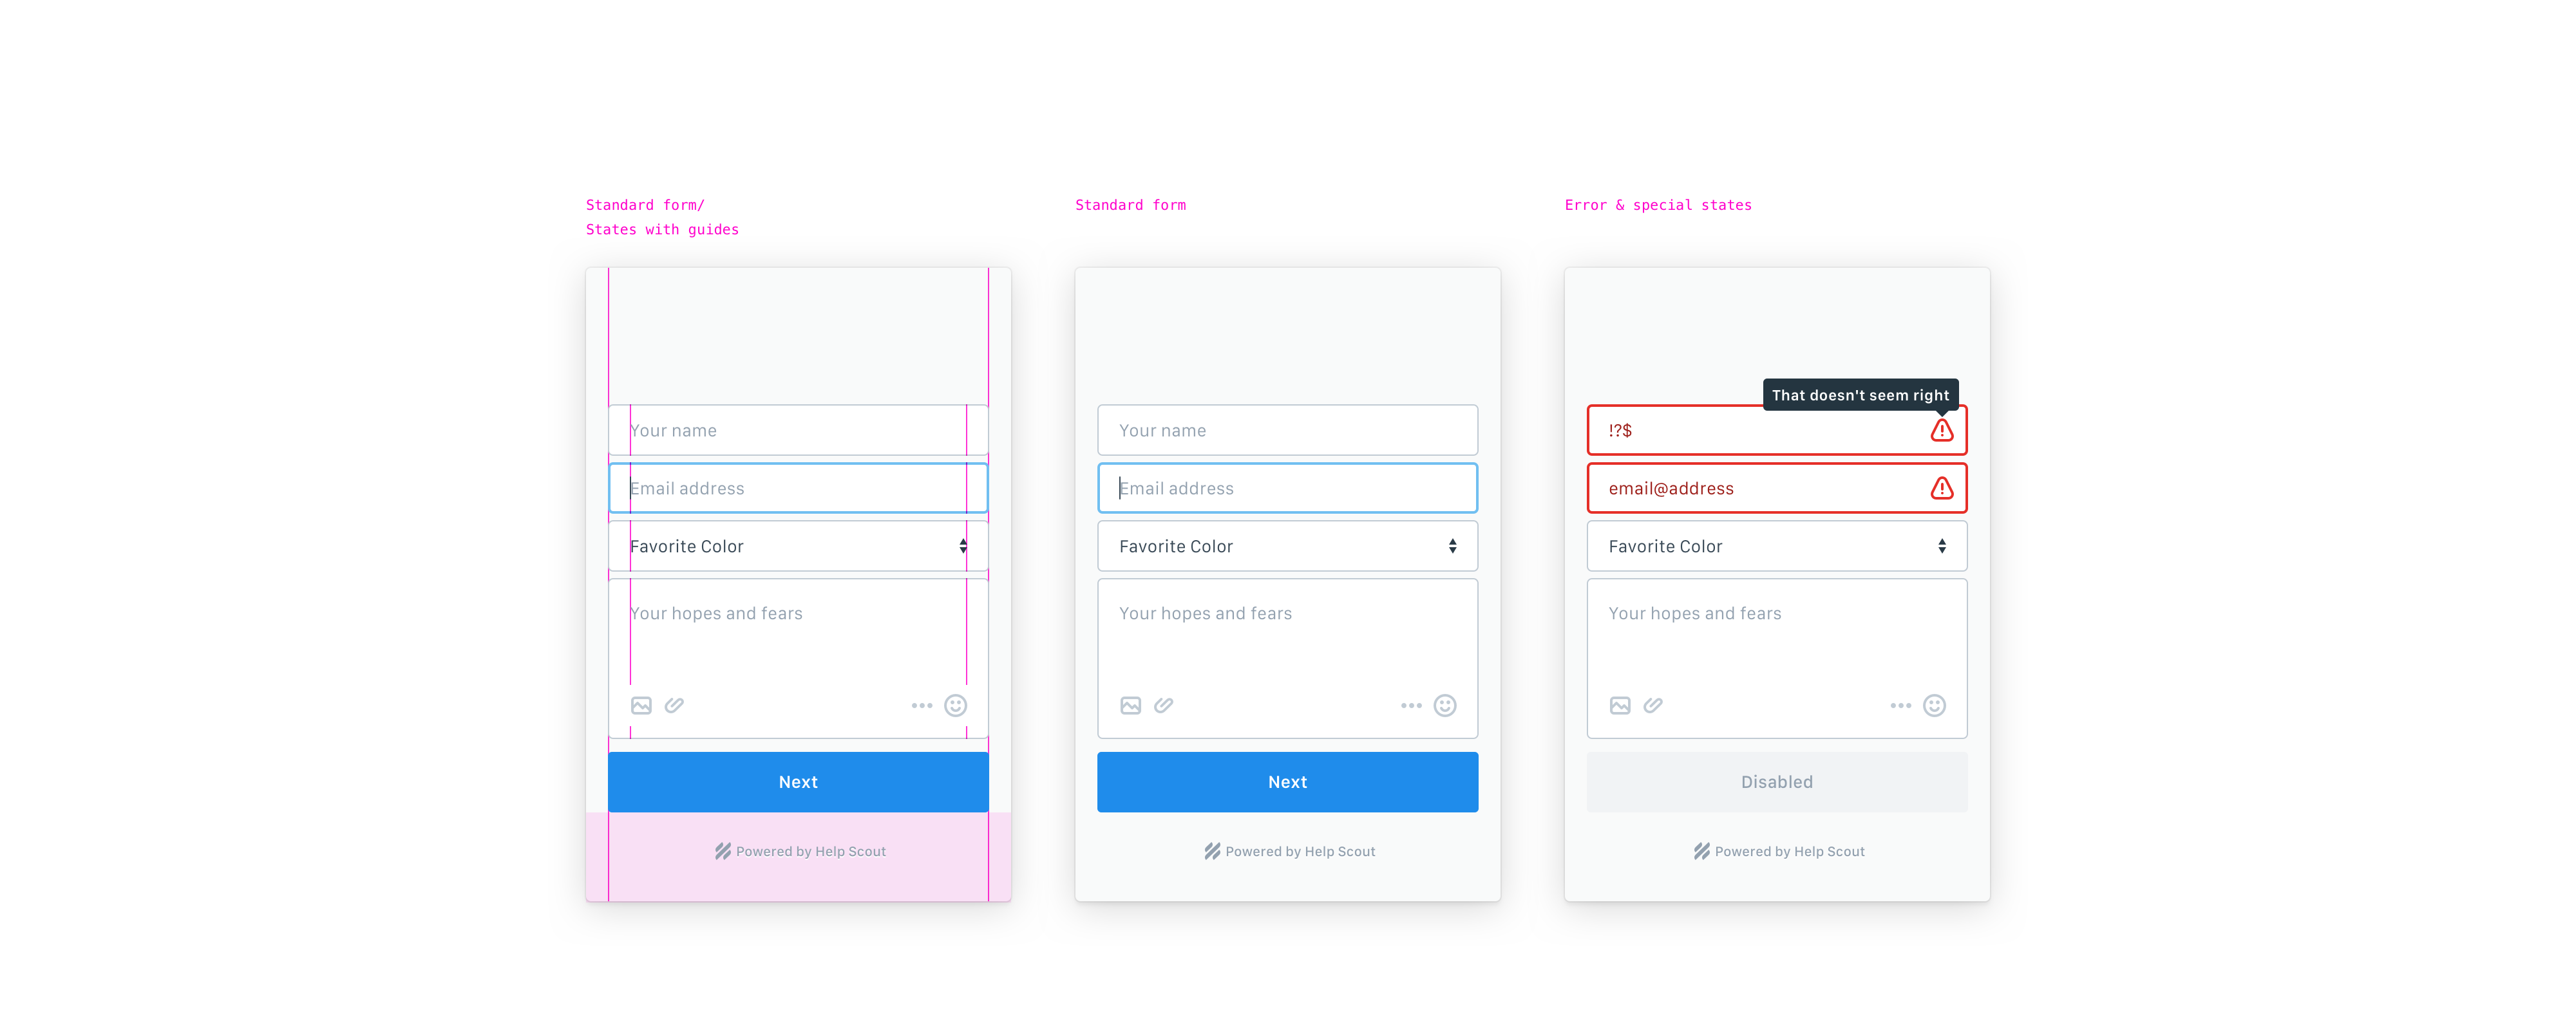 Standard form/
States with guides
Your name
Email address
Favorite Color
Your hopes and fears
Next
Powered by Help Scout
Standard form
Your name
Email address
Favorite Color
Your hopes and fears
Next
Powered by Help Scout
Error & special states
That doesn't seem right
!?$
email@address
Favorite Color
Your hopes and fears
Disabled
Powered by Help Scout